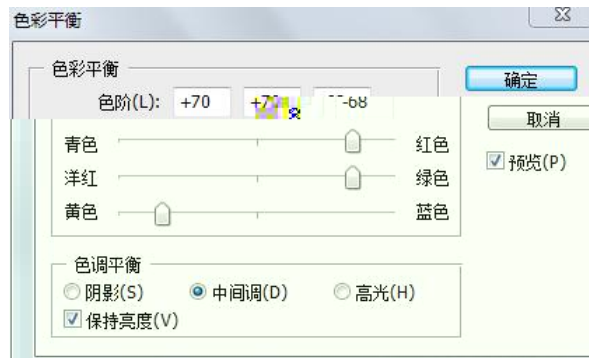 色彩平衡
色彩平衡
确定
色阶(L): +70 -68
取消
青色 红色
预览(P)
洋红 绿色
黄色 蓝色
色调平衡
阴影(S) 中间调(D) 高光(H)
保持亮度(V)